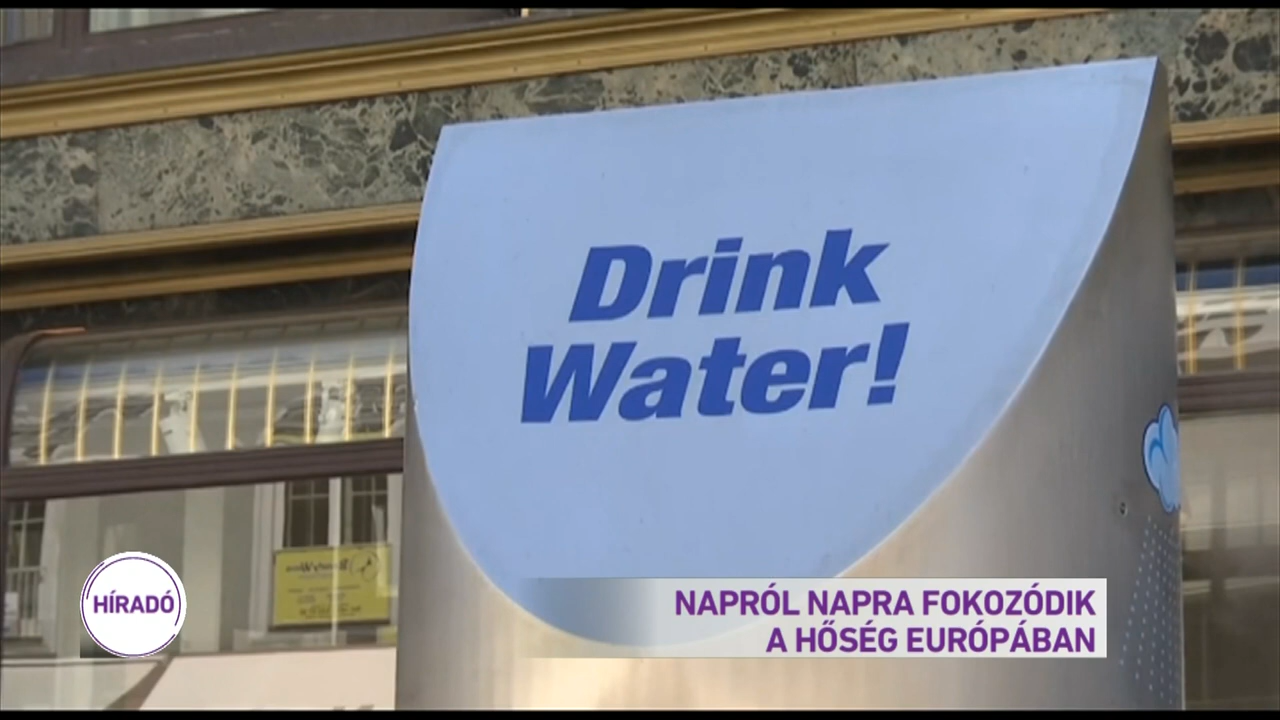 Drink
Water!
HÍRADÓ
NAPRÓL NAPRA FOKOZÓDIK
A HŐSÉG EURÓPÁBAN